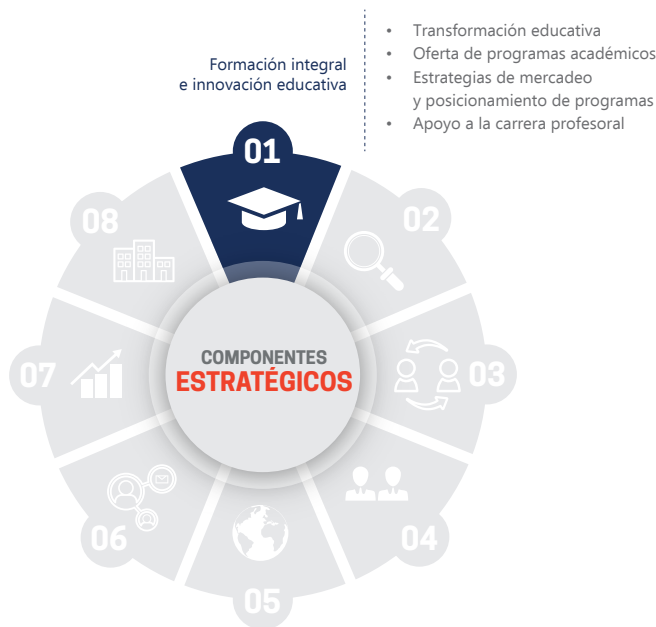 Formación integral
e innovación educativa
• Transformación educativa
• Oferta de programas académicos
• Estrategias de mercadeo
y posicionamiento de programas
• Apoyo a la carrera profesoral
01
02
03
04
05
06
07
08
COMPONENTES
ESTRATÉGICOS